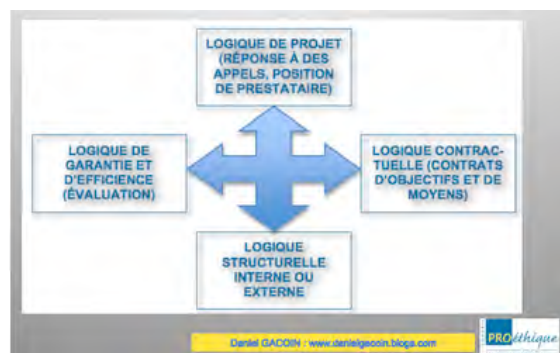 LOGIQUE DE PROJET
(RÉPONSE À DES
APPELS, POSITION
DE PRESTATAIRE)
LOGIQUE DE
GARANTIE ET
D'EFFICIENCE
(ÉVALUATION)
LOGIQUE CONTRAC-
TUELLE (CONTRATS
D'OBJECTIFS ET DE
MOYENS)
LOGIQUE
STRUCTURELLE
INTERNE OU
EXTERNE
Daniel GACOIN : www.danielgacoin.blogs.com
PROéthique